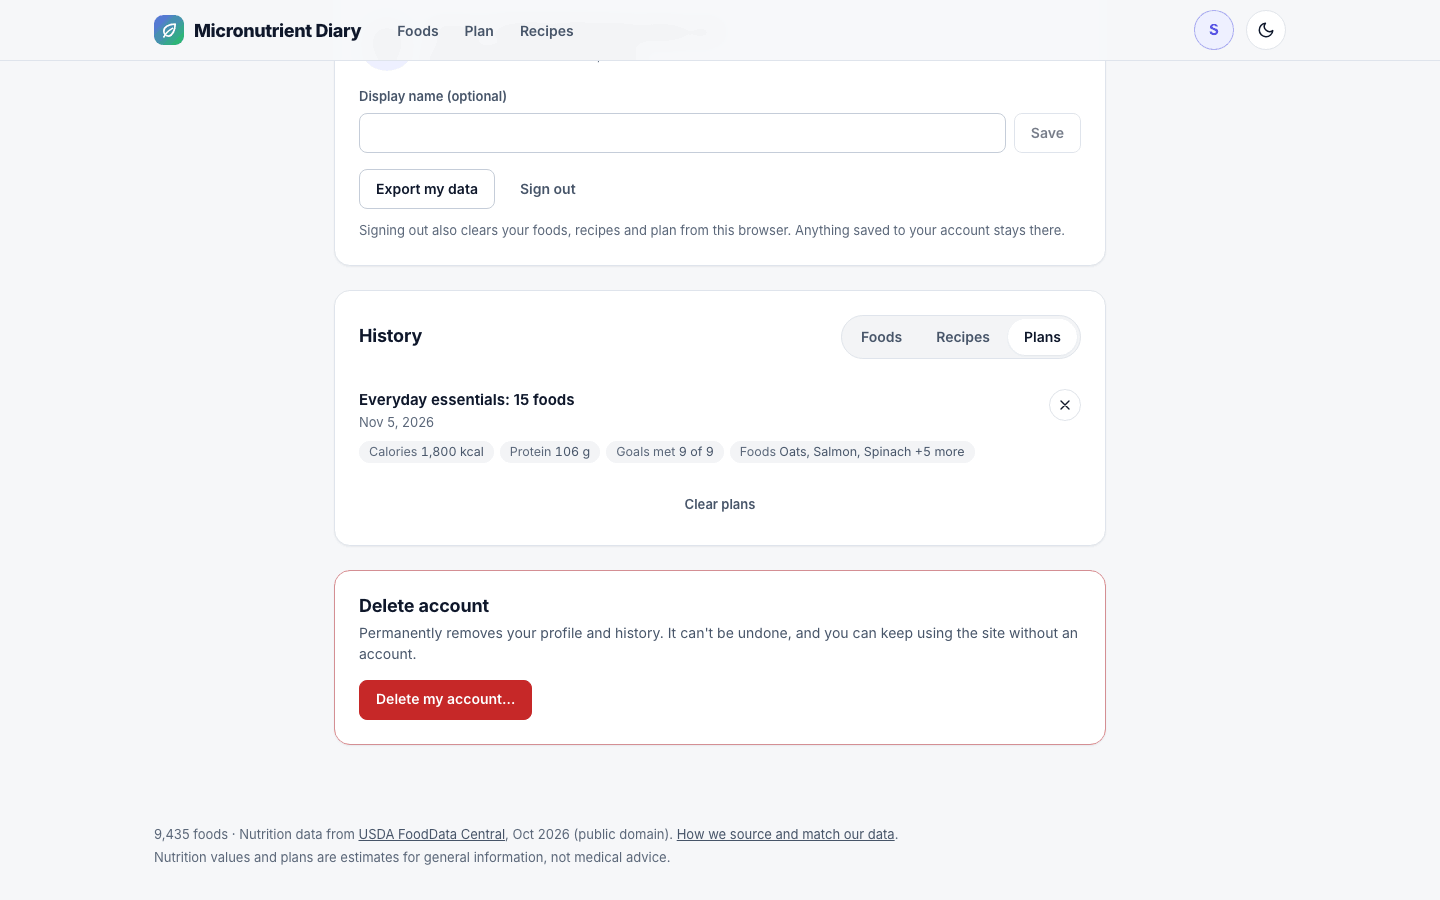 Micronutrient Diary
Foods
Plan
Recipes
S
Display name (optional)
Save
Export my data
Sign out
Signing out also clears your foods, recipes and plan from this browser. Anything saved to your account stays there.
History
Foods
Recipes
Plans
Everyday essentials: 15 foods
Nov 5, 2026
Calories 1,800 kcal
Protein 106 g
Goals met 9 of 9
Foods Oats, Salmon, Spinach +5 more
Clear plans
Delete account
Permanently removes your profile and history. It can't be undone, and you can keep using the site without an
account.
Delete my account...
9,435 foods · Nutrition data from USDA FoodData Central, Oct 2026 (public domain). How we source and match our data.
Nutrition values and plans are estimates for general information, not medical advice.